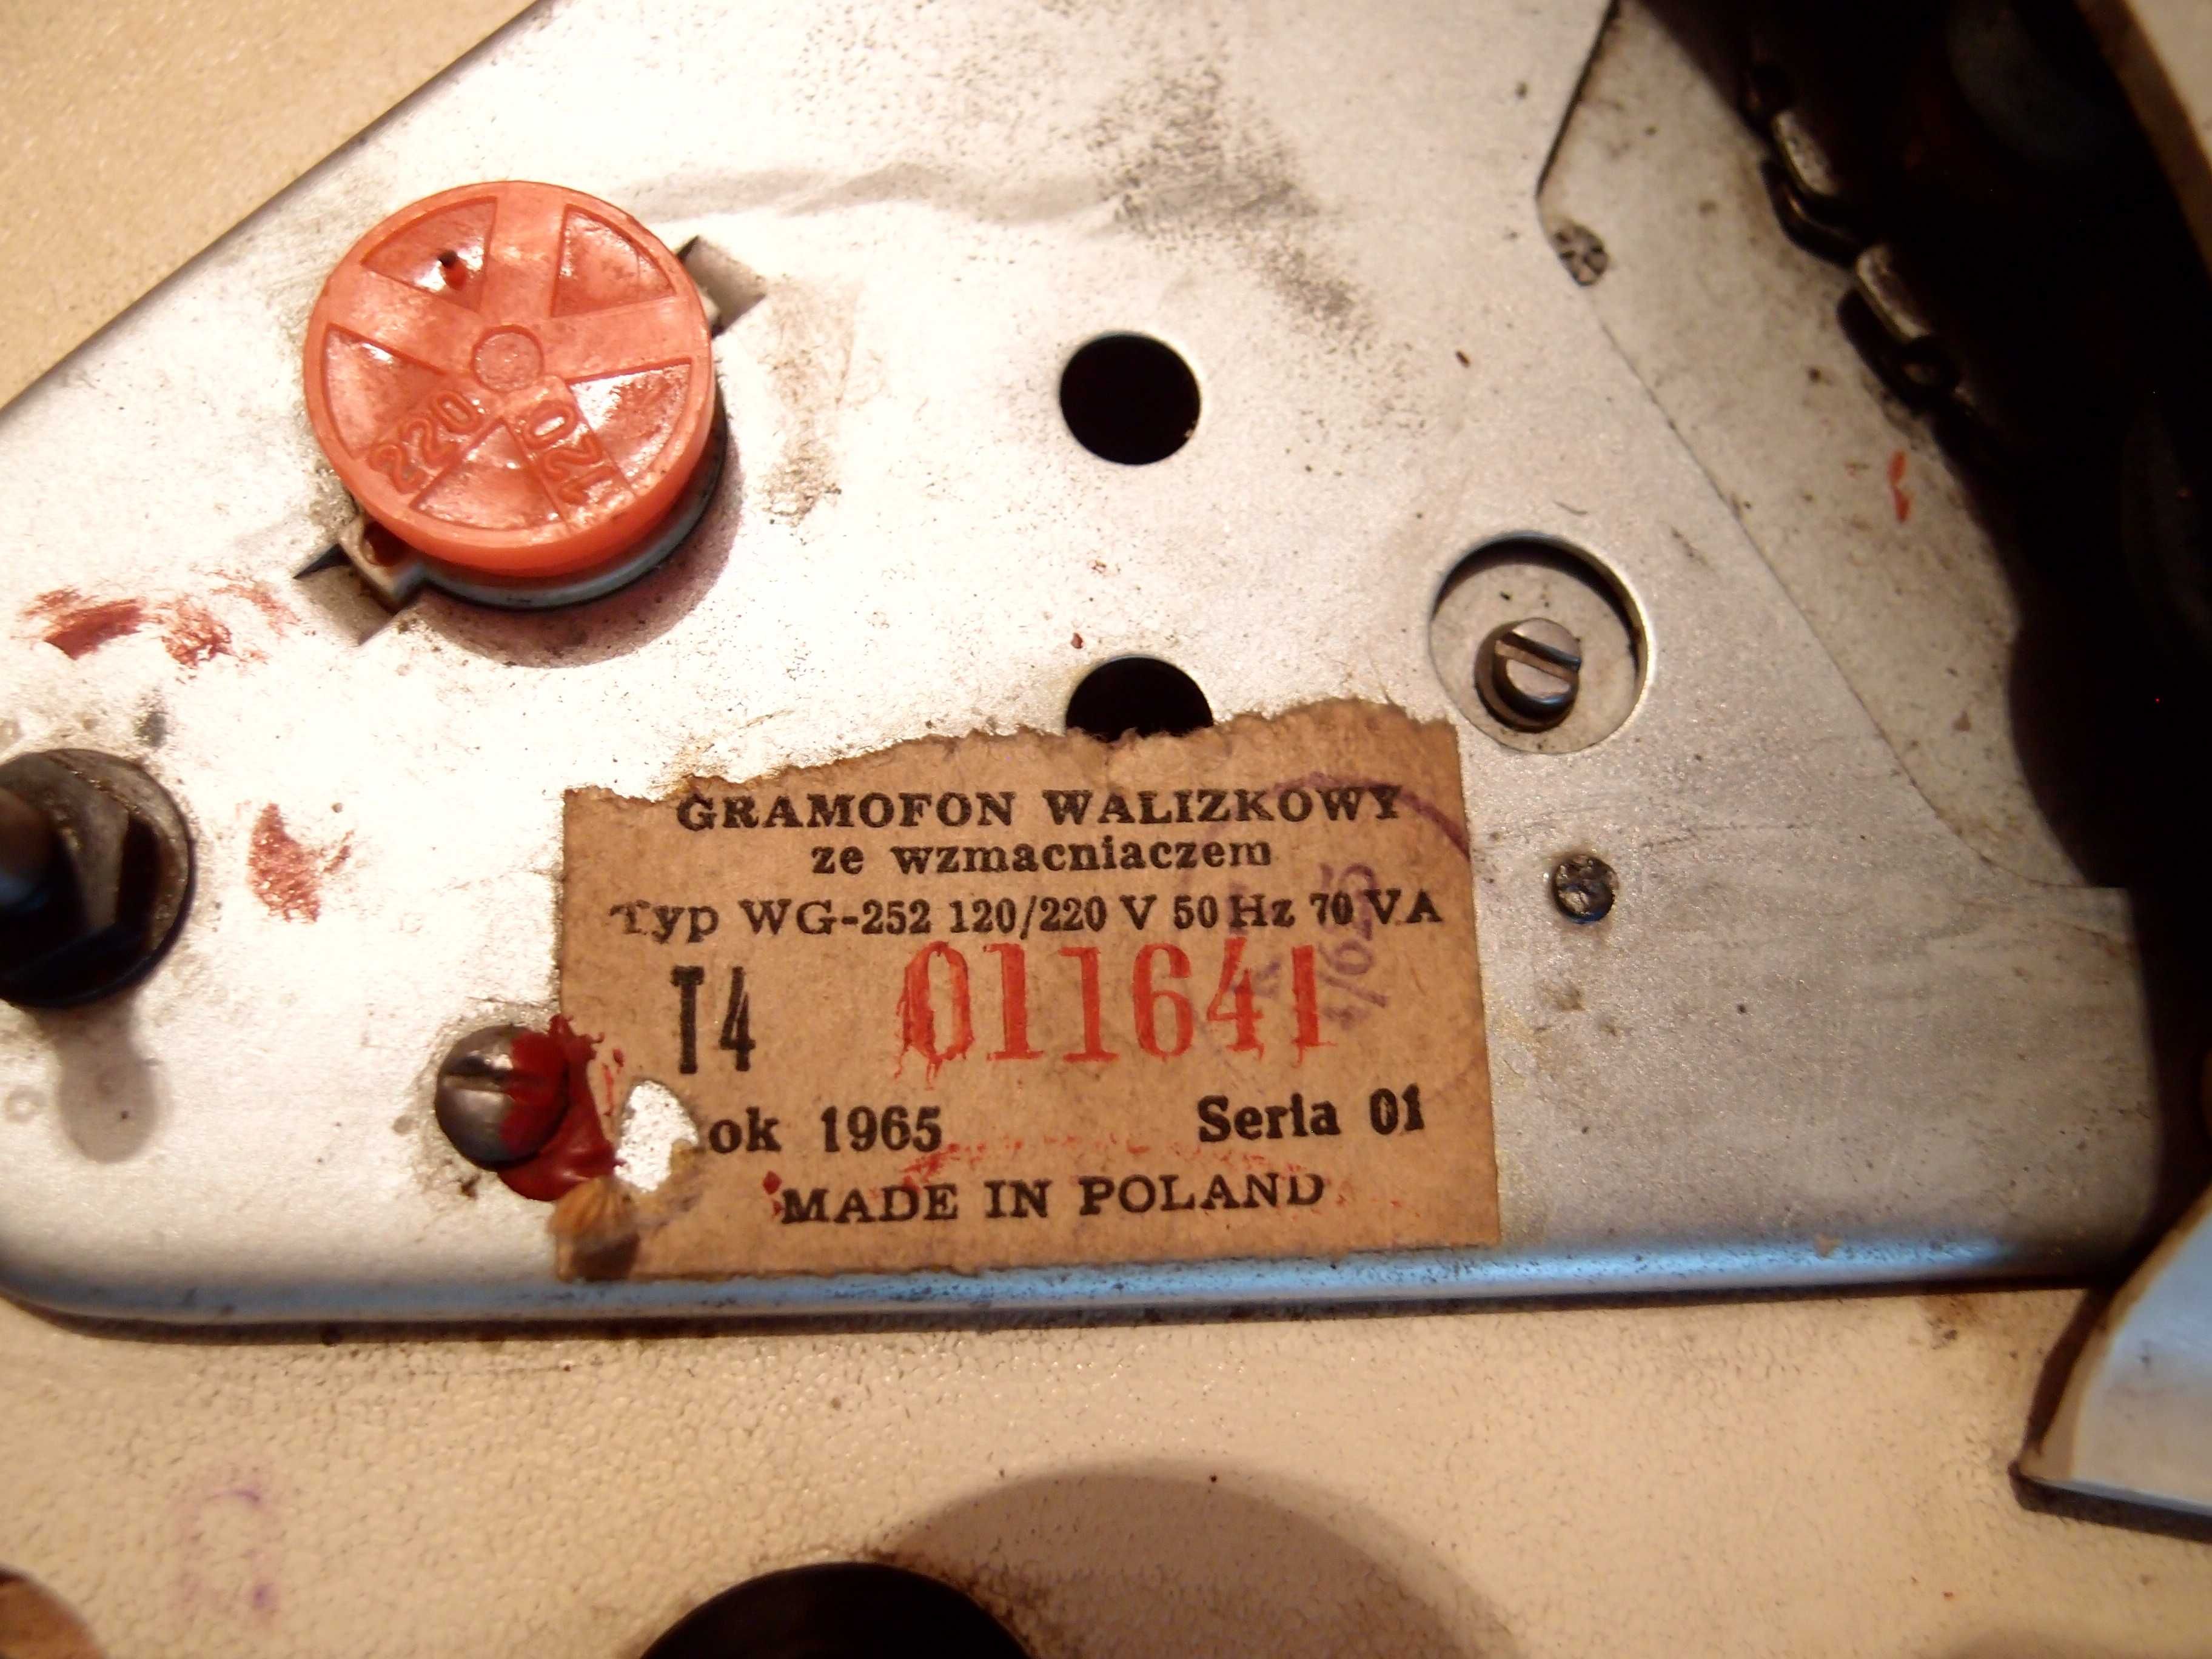 220
120
GRAMOFON WALIZKOWY
ze wzmacniaczem
Typ WG-252 120/220 V 50 Hz 70 VA
T4 011641
ok 1965 Seria 01
MADE IN POLAND